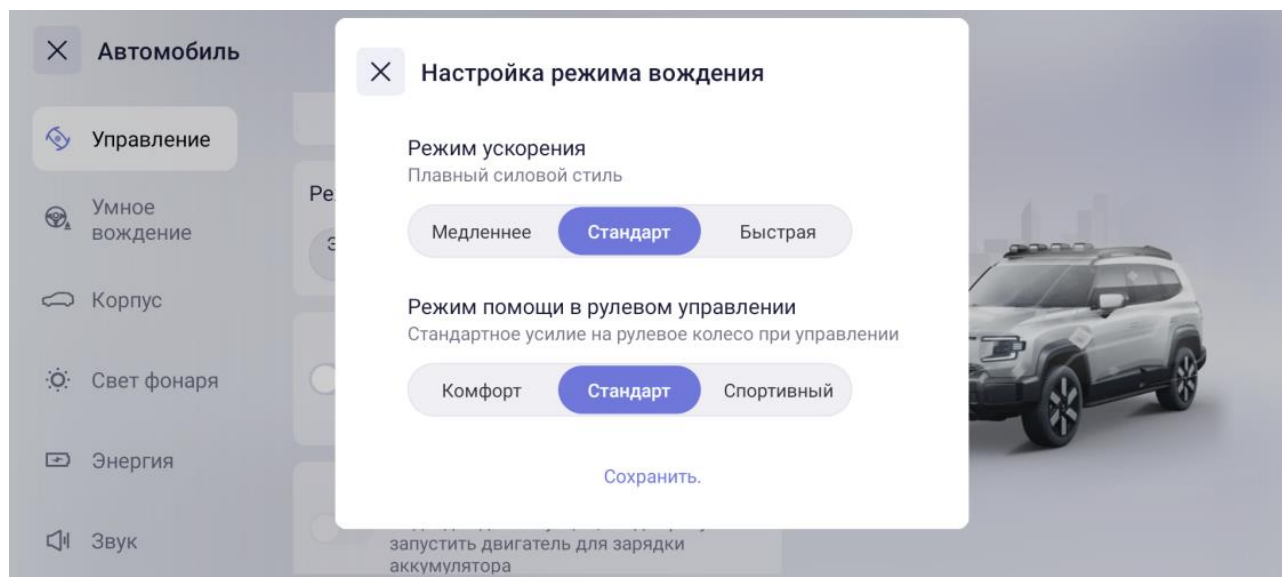 Автомобиль
Управление
Умное
вождение
Корпус
Свет фонаря
Энергия
Звук
Ре
Настройка режима вождения
Режим ускорения
Плавный силовой стиль
Медленнее Стандарт Быстрая
Режим помощи в рулевом управлении
Стандартное усилие на рулевое колесо при управлении
Комфорт Стандарт Спортивный
Сохранить.
запустить двигатель для зарядки
аккумулятора